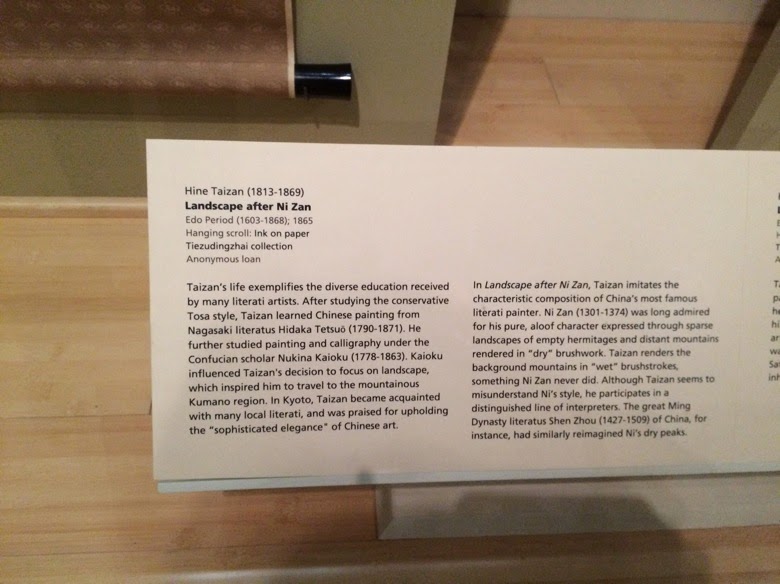 Hine Taizan (1813-1869)
Landscape after Ni Zan
Edo Period (1603-1868); 1865
Hanging scroll: Ink on paper
Tiezudingzhai collection
Anonymous loan
Taizan's life exemplifies the diverse education received
by many literati artists. After studying the conservative
Tosa style, Taizan learned Chinese painting from
Nagasaki literatus Hidaka Tetsuō (1790-1871). He
further studied painting and calligraphy under the
Confucian scholar Nukina Kaioku (1778-1863). Kaioku
influenced Taizan's decision to focus on landscape,
which inspired him to travel to the mountainous
Kumano region. In Kyoto, Taizan became acquainted
with many local literati, and was praised for upholding
the "sophisticated elegance" of Chinese art.
In Landscape after Ni Zan, Taizan imitates the
characteristic composition of China's most famous
literati painter. Ni Zan (1301-1374) was long admired
for his pure, aloof character expressed through sparse
landscapes of empty hermitages and distant mountains
rendered in "dry" brushwork. Taizan renders the
background mountains in "wet" brushstrokes,
something Ni Zan never did. Although Taizan seems to
misunderstand Ni's style, he participates in a
distinguished line of interpreters. The great Ming
Dynasty literatus Shen Zhou (1427-1509) of China, for
instance, had similarly reimagined Ni's dry peaks.